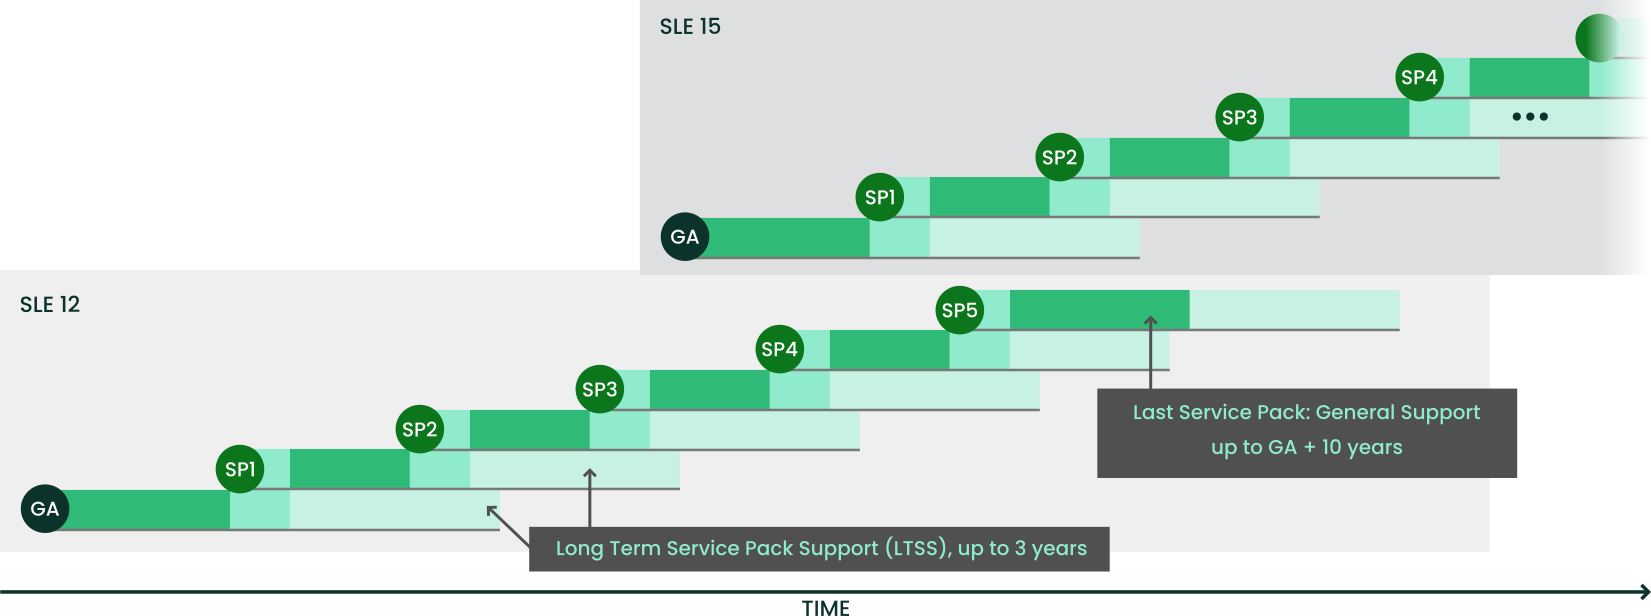 SLE 15
SP4
SP3
•••
SP2
SP1
GA
SLE 12
SP5
SP4
SP3
SP2
SP1
GA
Last Service Pack: General Support
up to GA + 10 years
Long Term Service Pack Support (LTSS), up to 3 years
TIME